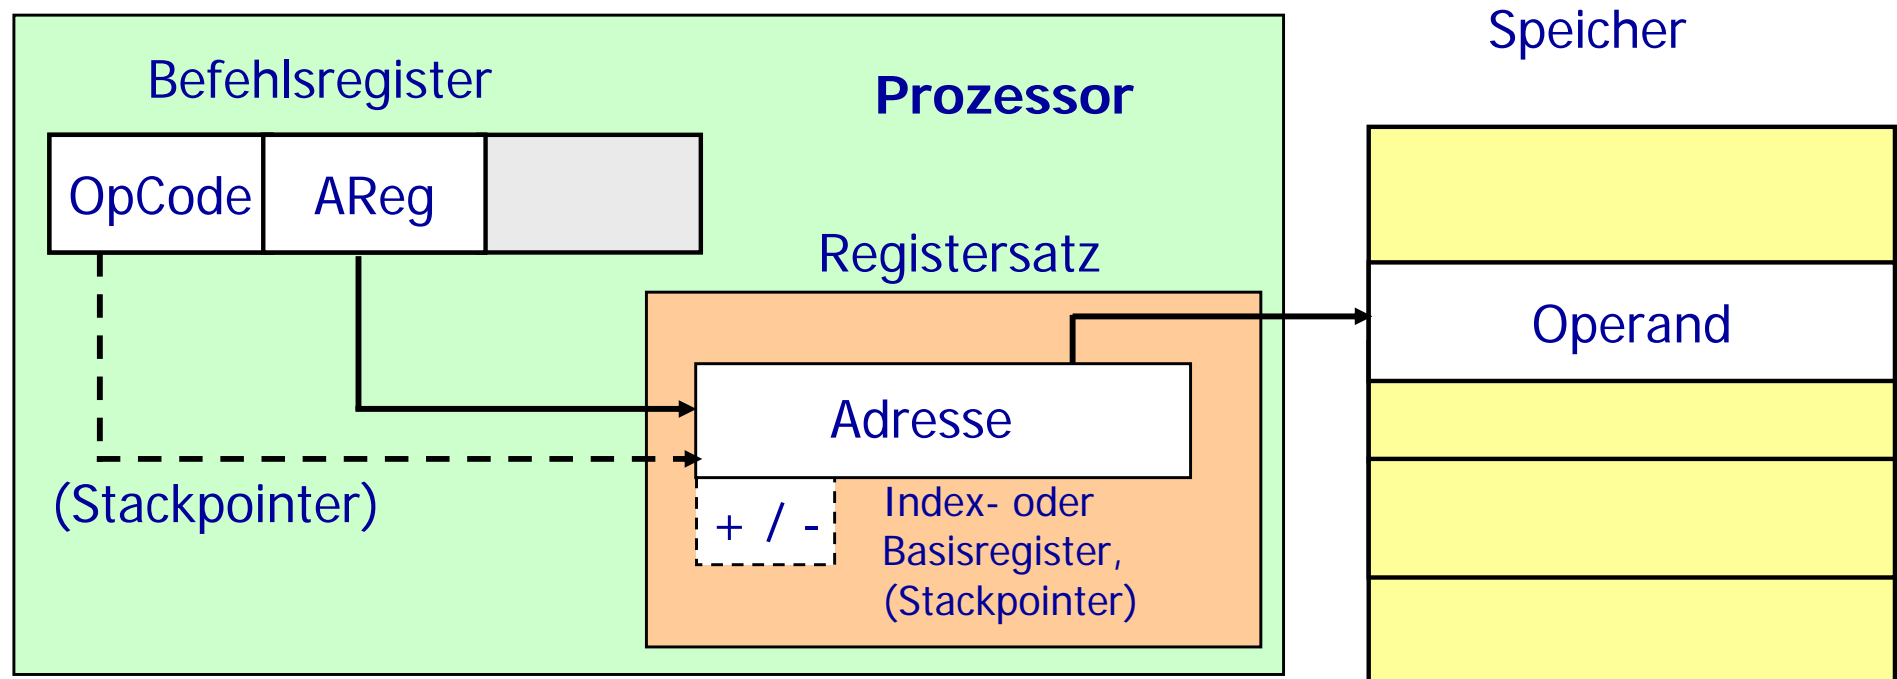 Speicher
Befehlsregister
Prozessor
OpCode
AReg
Registersatz
Operand
Adresse
(Stackpointer)
+ / -
Index- oder
Basisregister,
(Stackpointer)